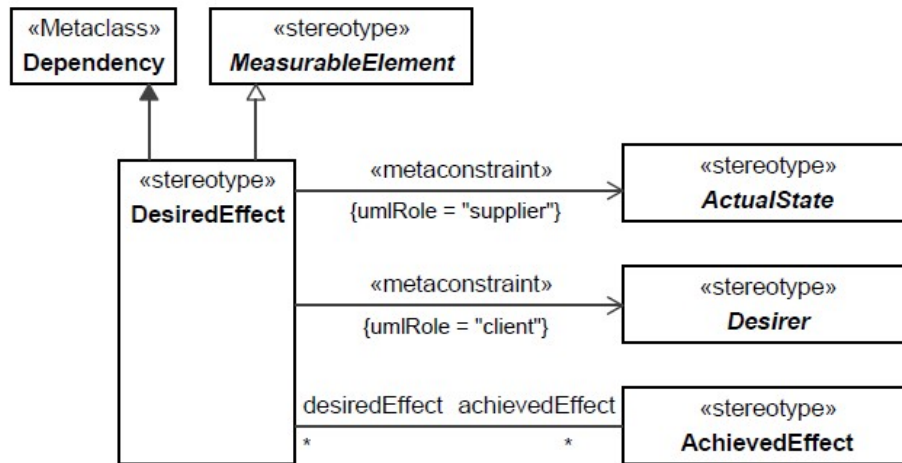 «Metaclass»
Dependency
«stereotype»
MeasurableElement
«stereotype»
DesiredEffect
«metaconstraint»
{umlRole = "supplier"}
«stereotype»
ActualState
«metaconstraint»
{umlRole = "client"}
«stereotype»
Desirer
desiredEffect achievedEffect
* *
«stereotype»
AchievedEffect